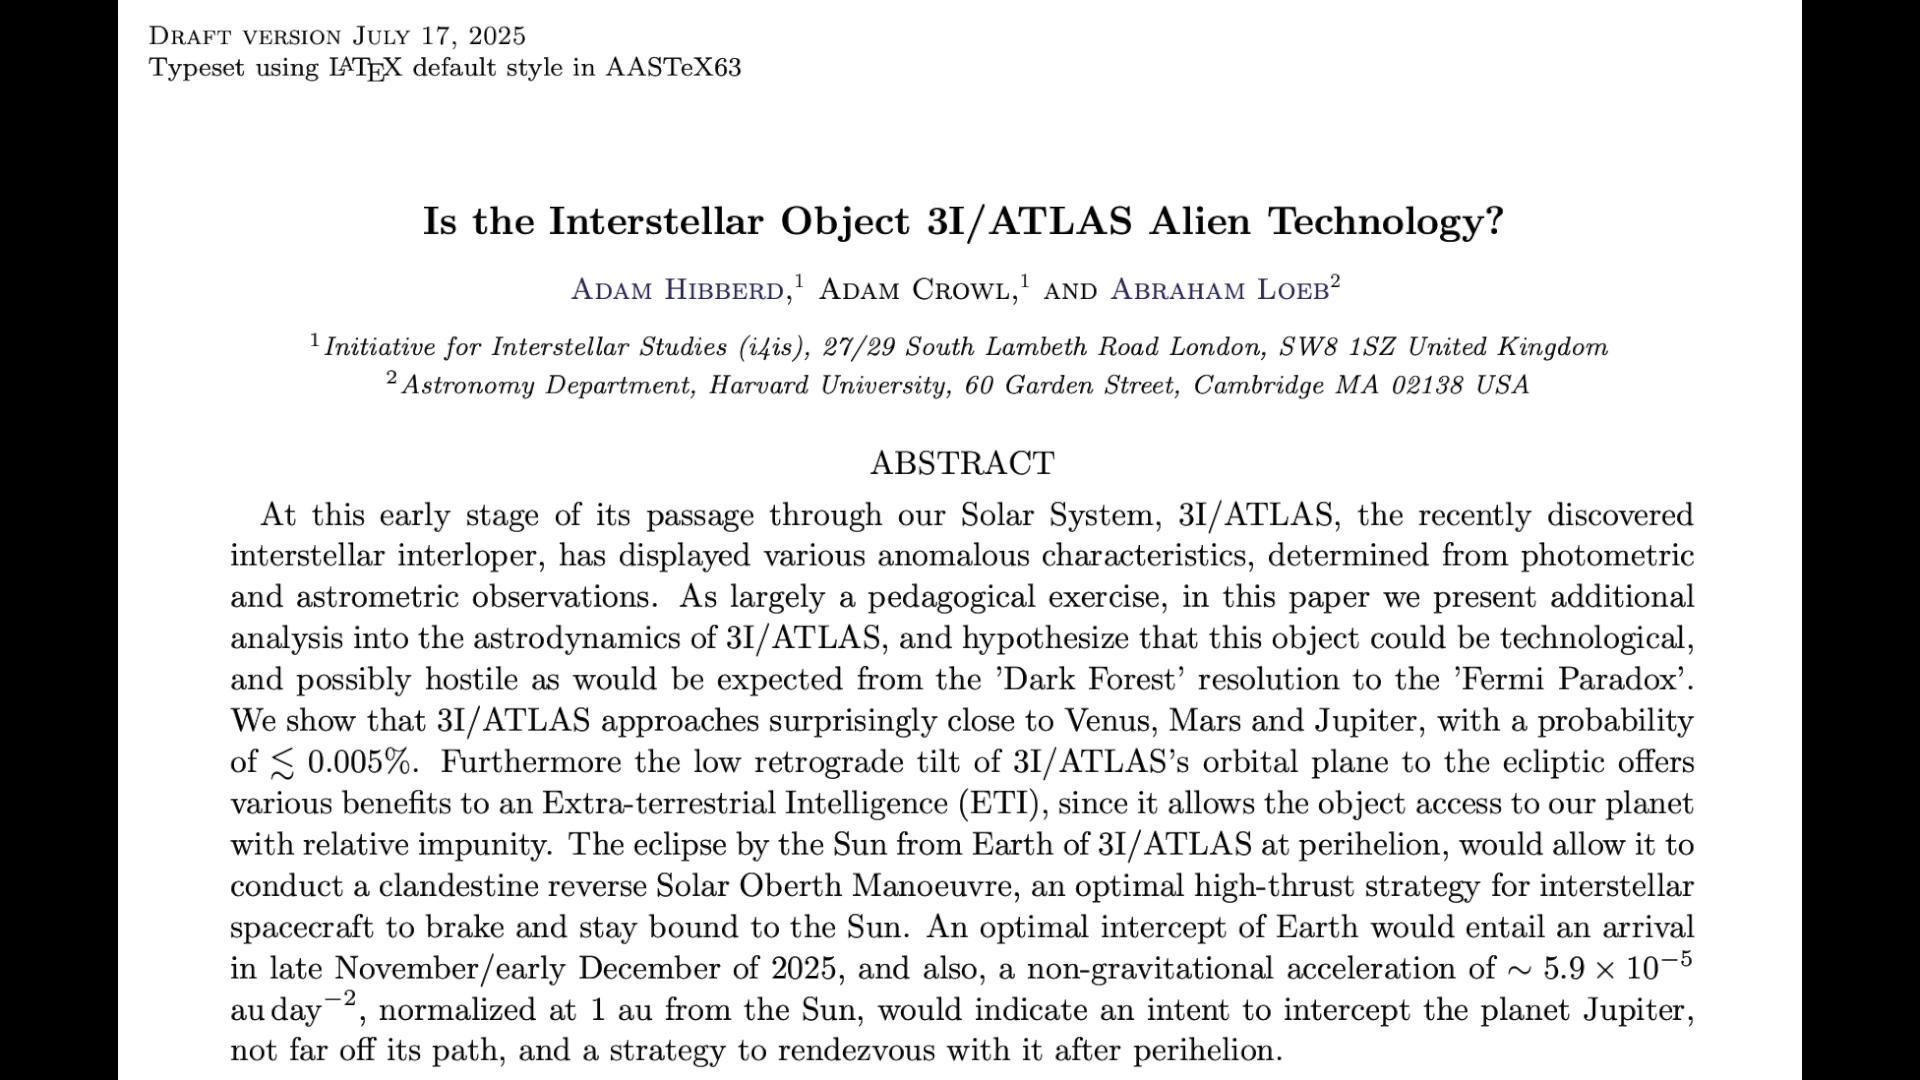 DRAFT VERSION JULY 17, 2025
Typeset using LATEX default style in AASTeX63
Is the Interstellar Object 3I/ATLAS Alien Technology?
ADAM HIBBERD,1 ADAM CROWL,1 AND ABRAHAM LOEB2
1 Initiative for Interstellar Studies (i4is), 27/29 South Lambeth Road London, SW8 1SZ United Kingdom
2 Astronomy Department, Harvard University, 60 Garden Street, Cambridge MA 02138 USA
ABSTRACT
At this early stage of its passage through our Solar System, 3I/ATLAS, the recently discovered
interstellar interloper, has displayed various anomalous characteristics, determined from photometric
and astrometric observations. As largely a pedagogical exercise, in this paper we present additional
analysis into the astrodynamics of 3I/ATLAS, and hypothesize that this object could be technological,
and possibly hostile as would be expected from the ’Dark Forest’ resolution to the ’Fermi Paradox’.
We show that 3I/ATLAS approaches surprisingly close to Venus, Mars and Jupiter, with a probability
of ≲ 0.005%. Furthermore the low retrograde tilt of 3I/ATLAS’s orbital plane to the ecliptic offers
various benefits to an Extra-terrestrial Intelligence (ETI), since it allows the object access to our planet
with relative impunity. The eclipse by the Sun from Earth of 3I/ATLAS at perihelion, would allow it to
conduct a clandestine reverse Solar Oberth Manoeuvre, an optimal high-thrust strategy for interstellar
spacecraft to brake and stay bound to the Sun. An optimal intercept of Earth would entail an arrival
in late November/early December of 2025, and also, a non-gravitational acceleration of ∼ 5.9 × 10−5
au day−2, normalized at 1 au from the Sun, would indicate an intent to intercept the planet Jupiter,
not far off its path, and a strategy to rendezvous with it after perihelion.